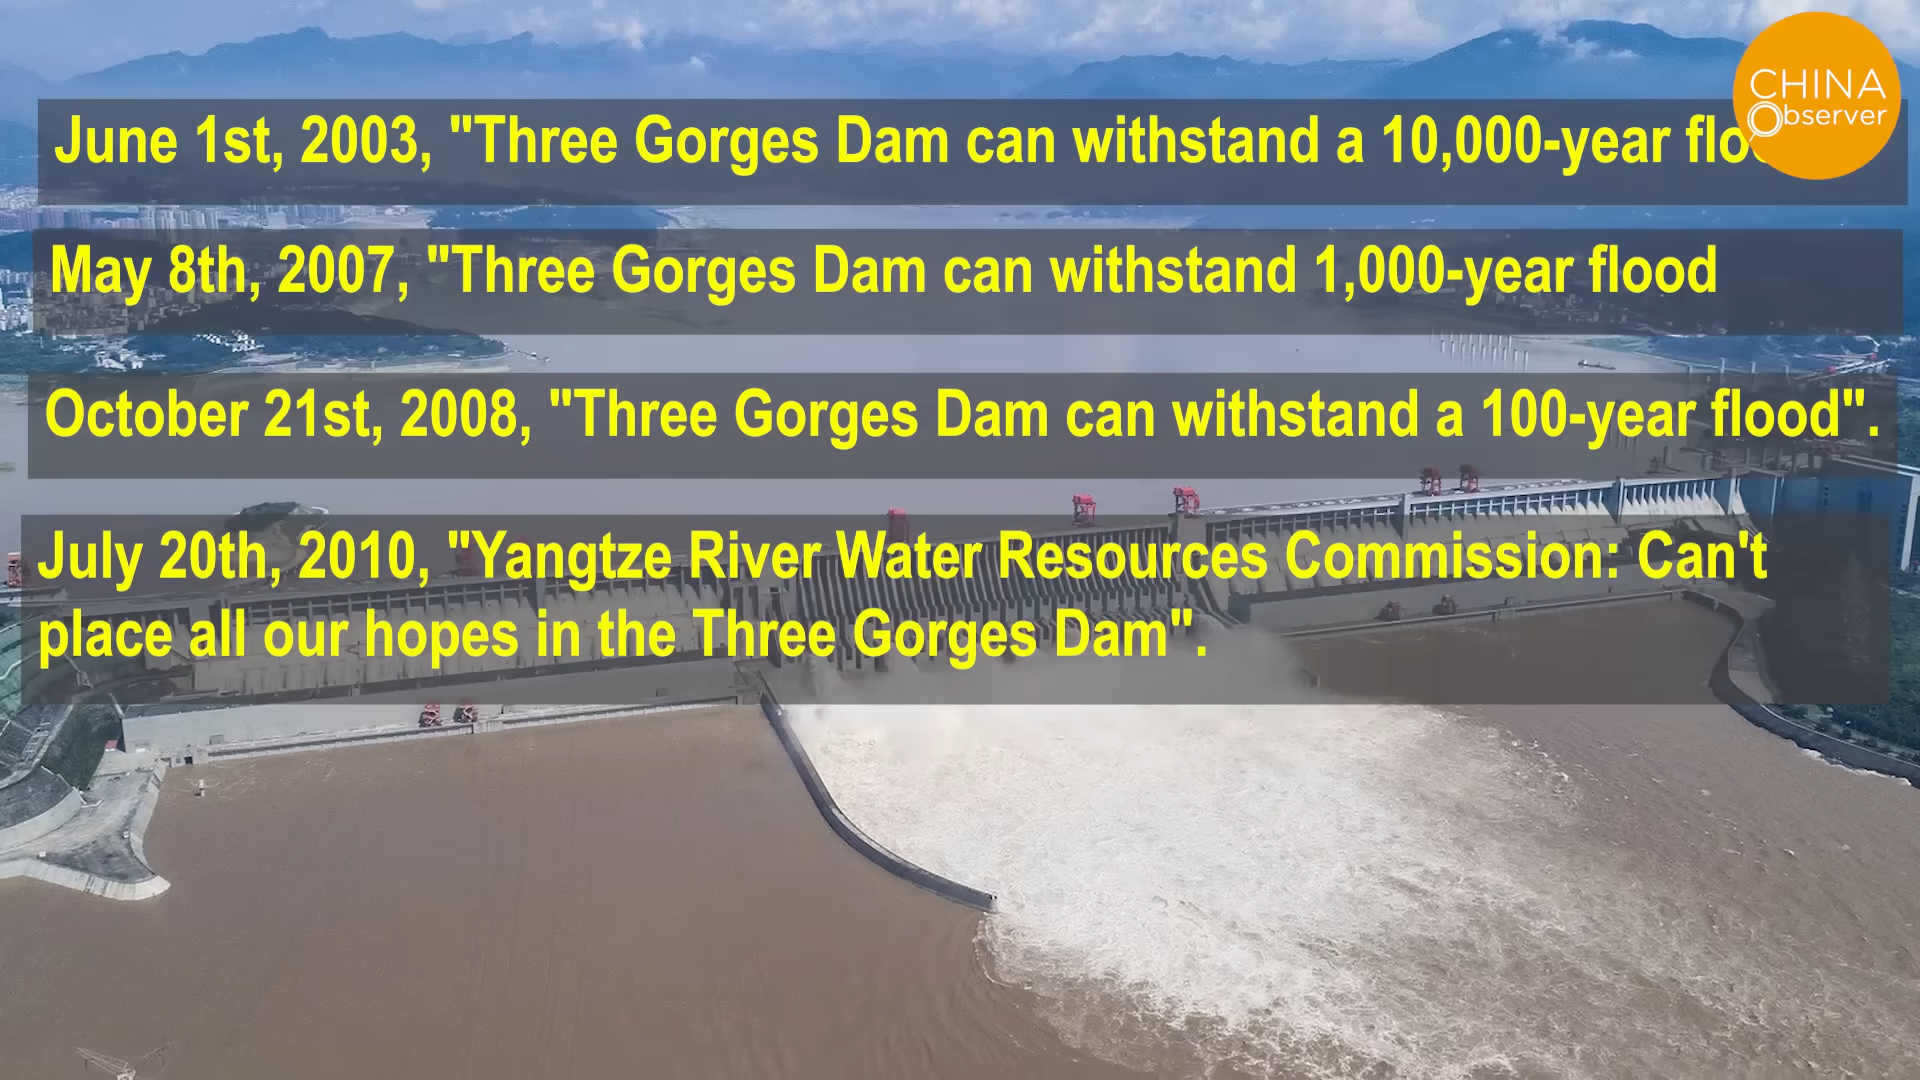 CHINA
Observer
June 1st, 2003, "Three Gorges Dam can withstand a 10,000-year
May 8th, 2007, "Three Gorges Dam can withstand 1,000-year flood
October 21st, 2008, "Three Gorges Dam can withstand a 100-year flood".
July 20th, 2010, "Yangtze River Water Resources Commission: Can't
place all our hopes in the Three Gorges Dam".